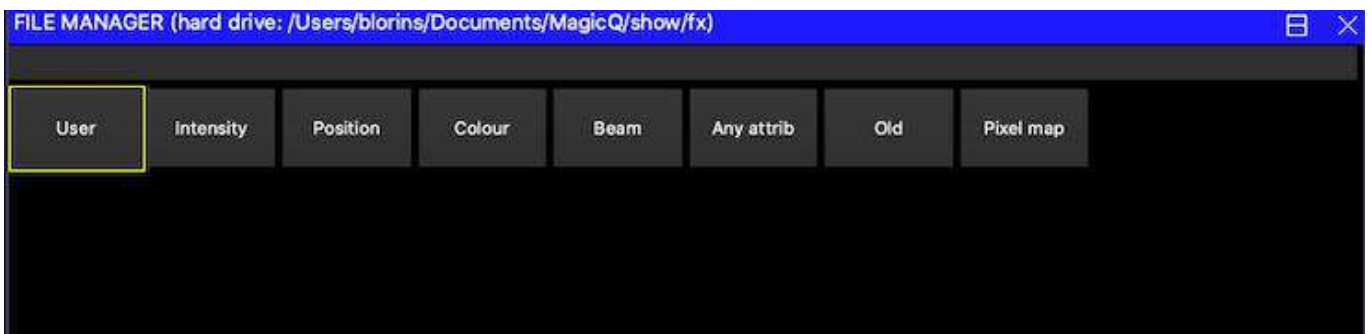 FILE MANAGER (hard drive: /Users/blorins/Documents/MagicQ/show/fx)
User Intensity Position Colour Beam Any attrib Old Pixel map